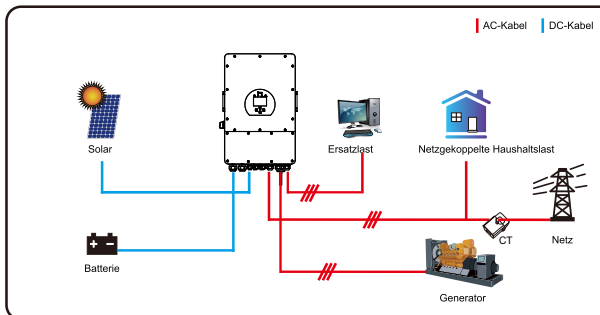 AC-Kabel DC-Kabel
Solar
Ersatzlast
Netzgekoppelte Haushaltslast
CT
Netz
Batterie
Generator